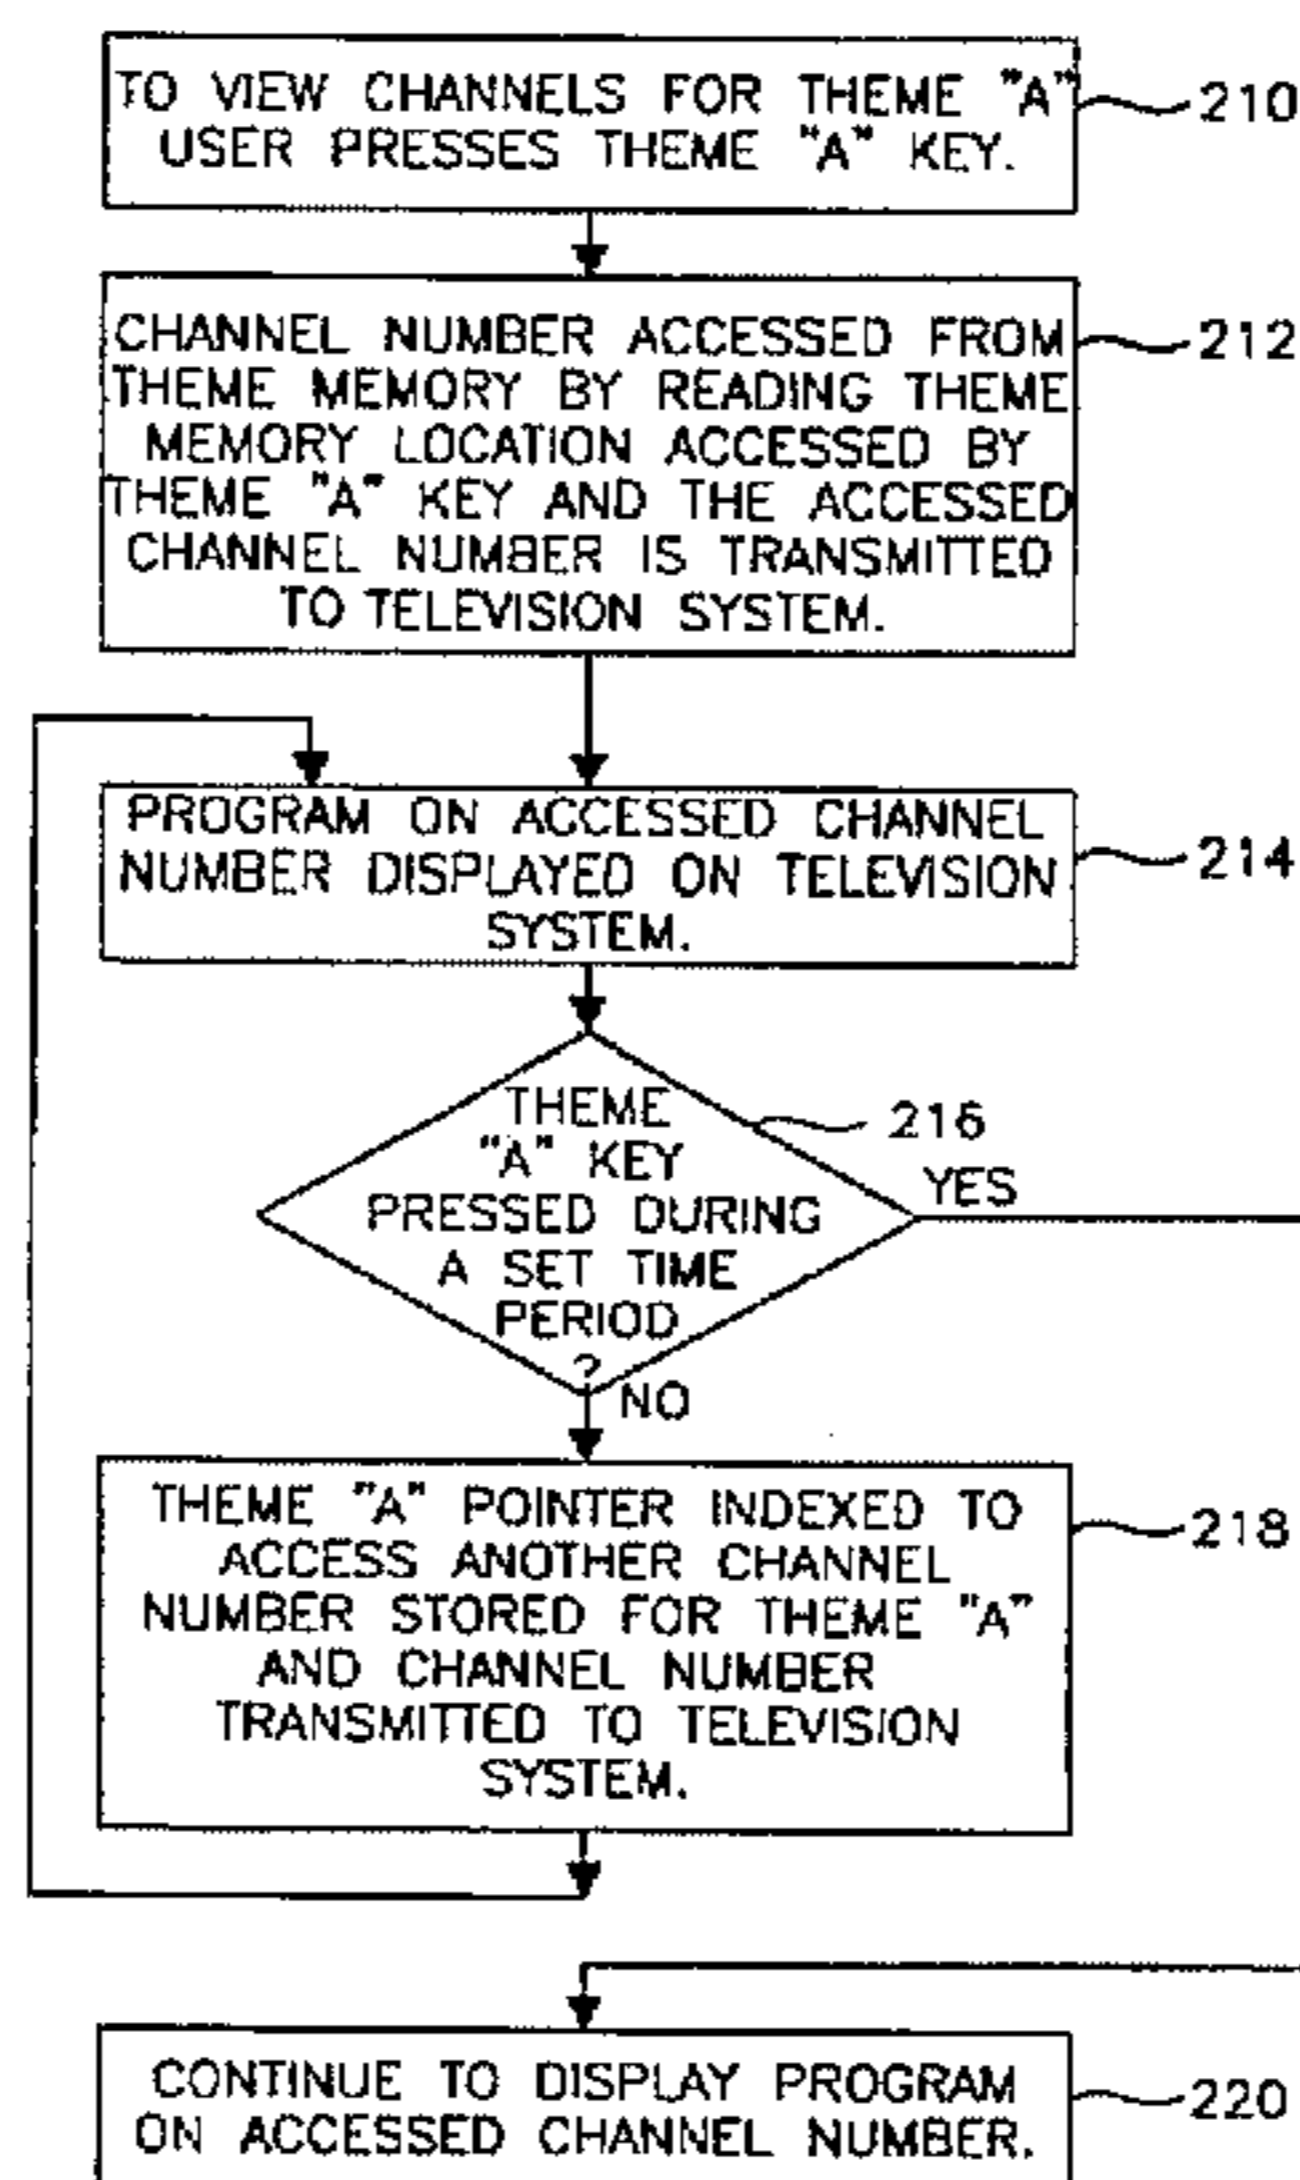 TO VIEW CHANNELS FOR THEME "A"
USER PRESSES THEME "A" KEY.
210
CHANNEL NUMBER ACCESSED FROM
THEME MEMORY BY READING THEME
MEMORY LOCATION ACCESSED BY
THEME "A" KEY AND THE ACCESSED
CHANNEL NUMBER IS TRANSMITTED
TO TELEVISION SYSTEM.
212
PROGRAM ON ACCESSED CHANNEL
NUMBER DISPLAYED ON TELEVISION
SYSTEM.
214
THEME
"A" KEY
PRESSED DURING
A SET TIME
PERIOD
?
216
YES
NO
THEME "A" POINTER INDEXED TO
ACCESS ANOTHER CHANNEL
NUMBER STORED FOR THEME "A"
AND CHANNEL NUMBER
TRANSMITTED TO TELEVISION
SYSTEM.
218
CONTINUE TO DISPLAY PROGRAM
ON ACCESSED CHANNEL NUMBER.
220